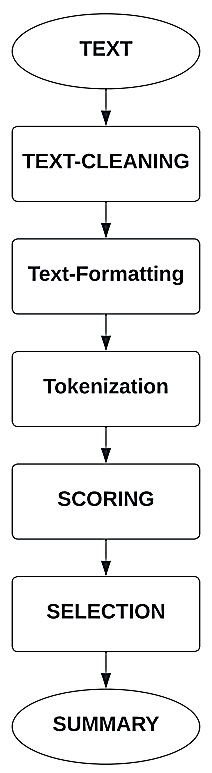 TEXT
TEXT-CLEANING
Text-Formatting
Tokenization
SCORING
SELECTION
SUMMARY